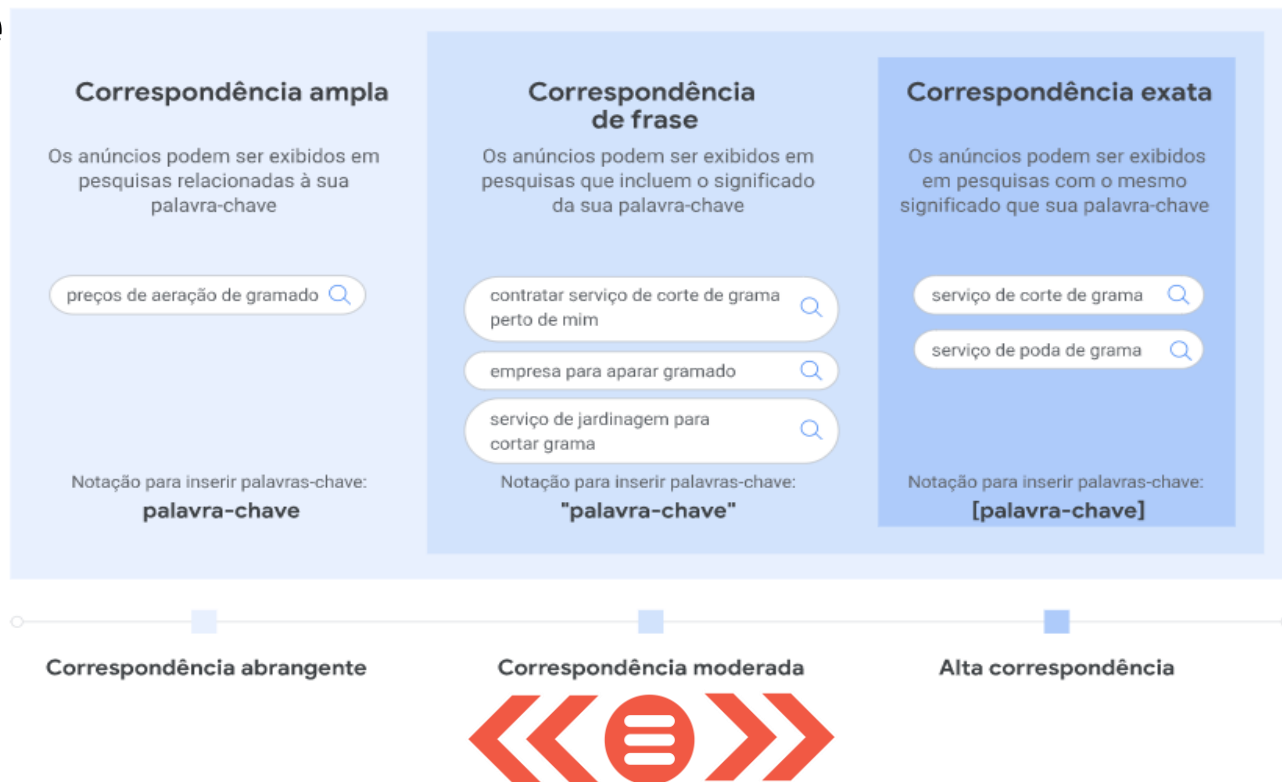 e
Correspondência ampla
Os anúncios podem ser exibidos em
pesquisas relacionadas à sua
palavra-chave
preços de aeração de gramado
Notação para inserir palavras-chave:
palavra-chave
Correspondência
de frase
Os anúncios podem ser exibidos em
pesquisas que incluem o significado
da sua palavra-chave
contratar serviço de corte de grama
perto de mim
empresa para aparar gramado
serviço de jardinagem para
cortar grama
Notação para inserir palavras-chave:
"palavra-chave"
Correspondência exata
Os anúncios podem ser exibidos
em pesquisas com o mesmo
significado que sua palavra-chave
serviço de corte de grama
serviço de poda de grama
Notação para inserir palavras-chave:
[palavra-chave]
Correspondência abrangente
Correspondência moderada
Alta correspondência